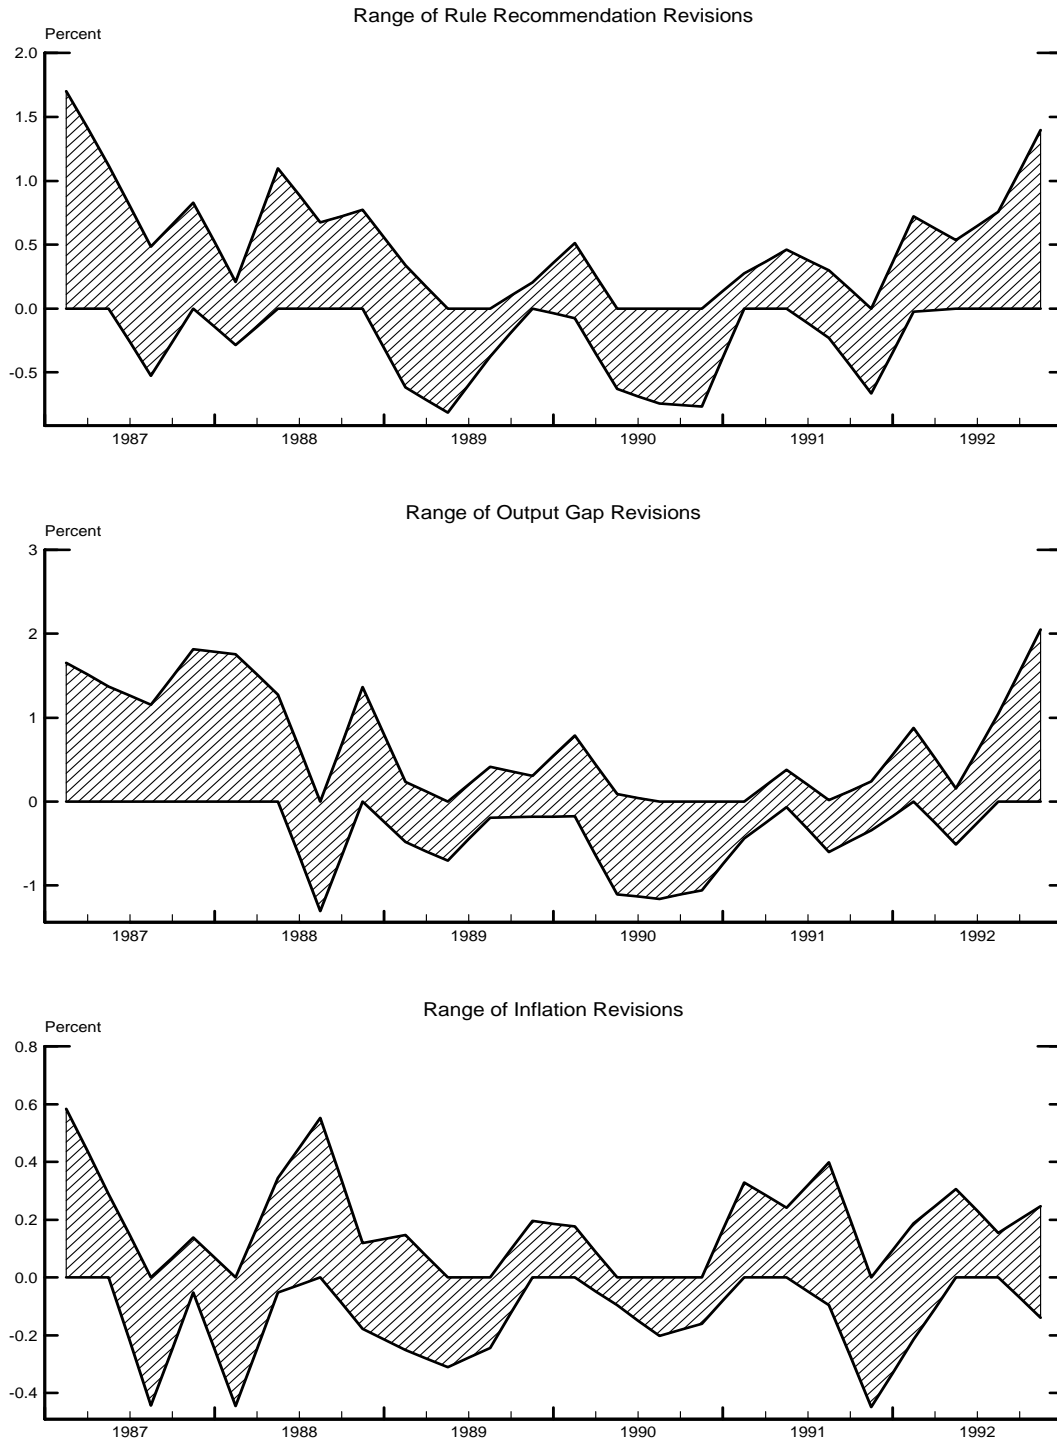 Range of Rule Recommendation Revisions
Percent
2.0
1.5
1.0
0.5
0.0
-0.5
1987 1988 1989 1990 1991 1992
Range of Output Gap Revisions
Percent
3
2
1
0
-1
1987 1988 1989 1990 1991 1992
Range of Inflation Revisions
Percent
0.8
0.6
0.4
0.2
0.0
-0.2
-0.4
1987 1988 1989 1990 1991 1992